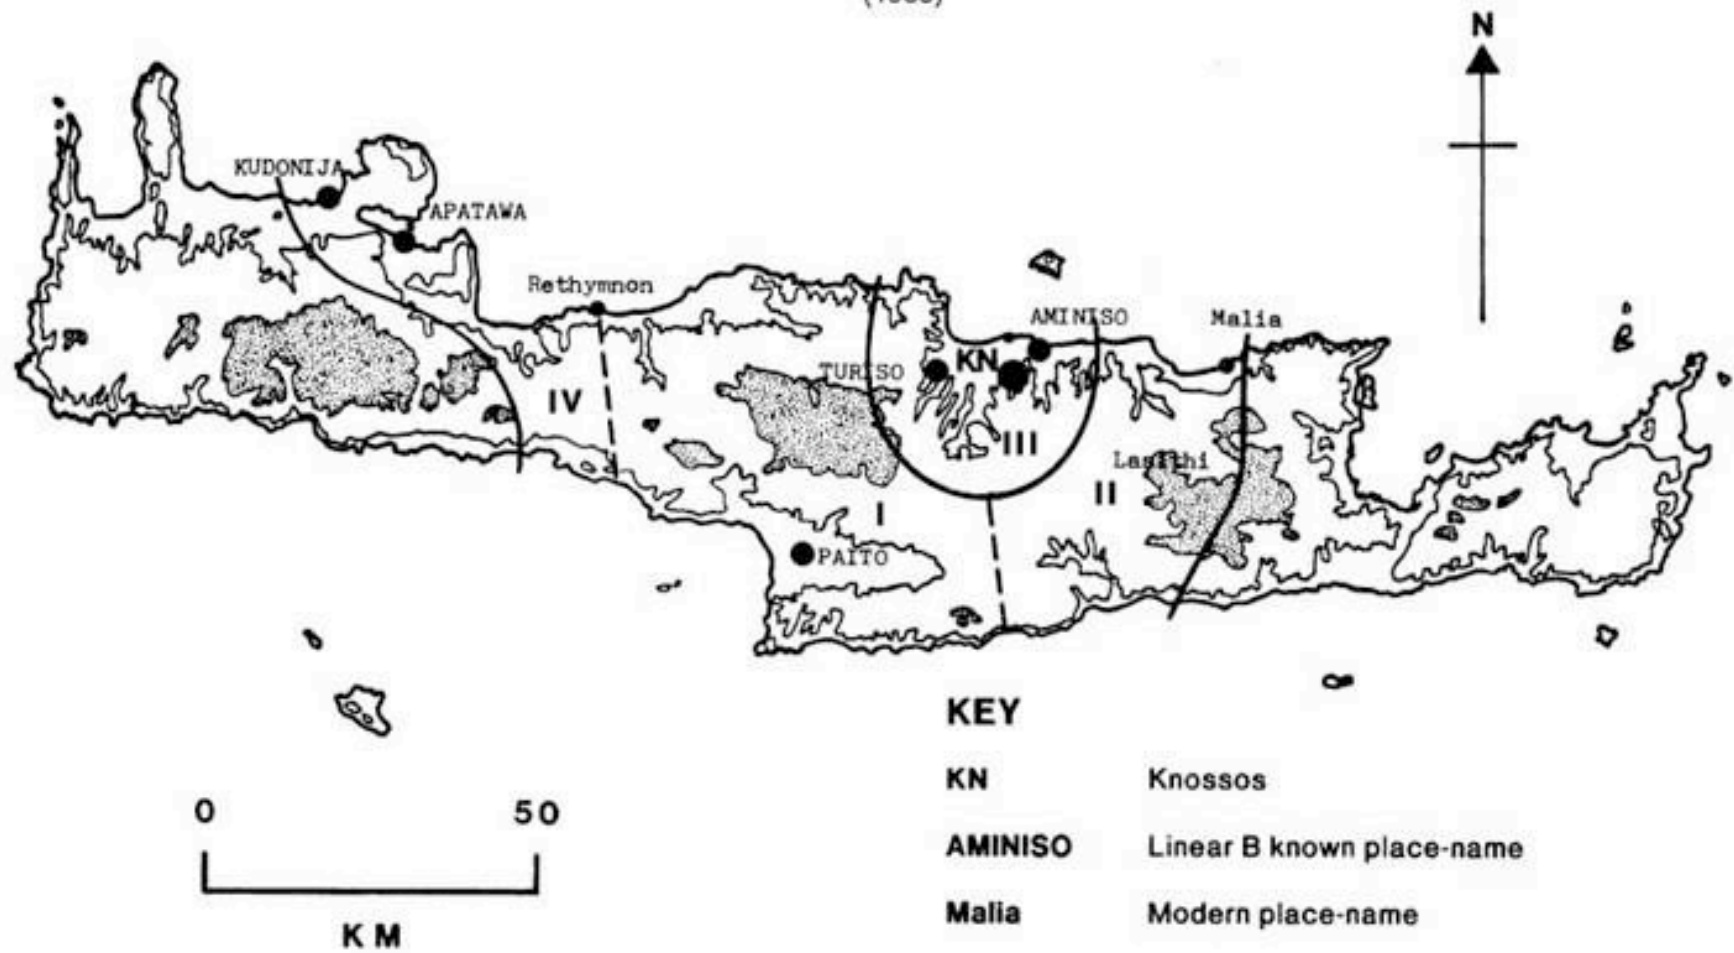 N
KUDONIJA
APATAWA
Rethymnon
AMINISO
Malia
TURISO
KN
IV
III
Lasithi
II
I
PAITO
KEY
KN Knossos
AMINISO Linear B known place-name
Malia Modern place-name
0 50
KM